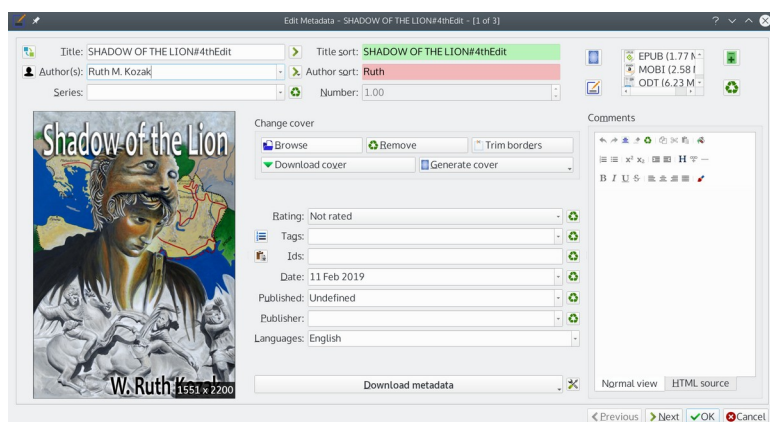 Edit Metadata - SHADOW OF THE LION#4thEdit - [1 of 3]
Title: SHADOW OF THE LION#4thEdit
Title sort: SHADOW OF THE LION#4thEdit
Author(s): Ruth M. Kozak
Author sort: Ruth
Series:
Number: 1.00
EPUB (1.77 M
MOBI (2.58
ODT (6.23 M
Shadow of the Lion
W. Ruth
1551 x 2200
Change cover
Browse
Remove
Trim borders
Download cover
Generate cover
Rating: Not rated
Tags:
Ids:
Date: 11 Feb 2019
Published: Undefined
Publisher:
Languages: English
Download metadata
Comments
H
B I U S
Normal view
HTML source
Previous
Next
OK
Cancel